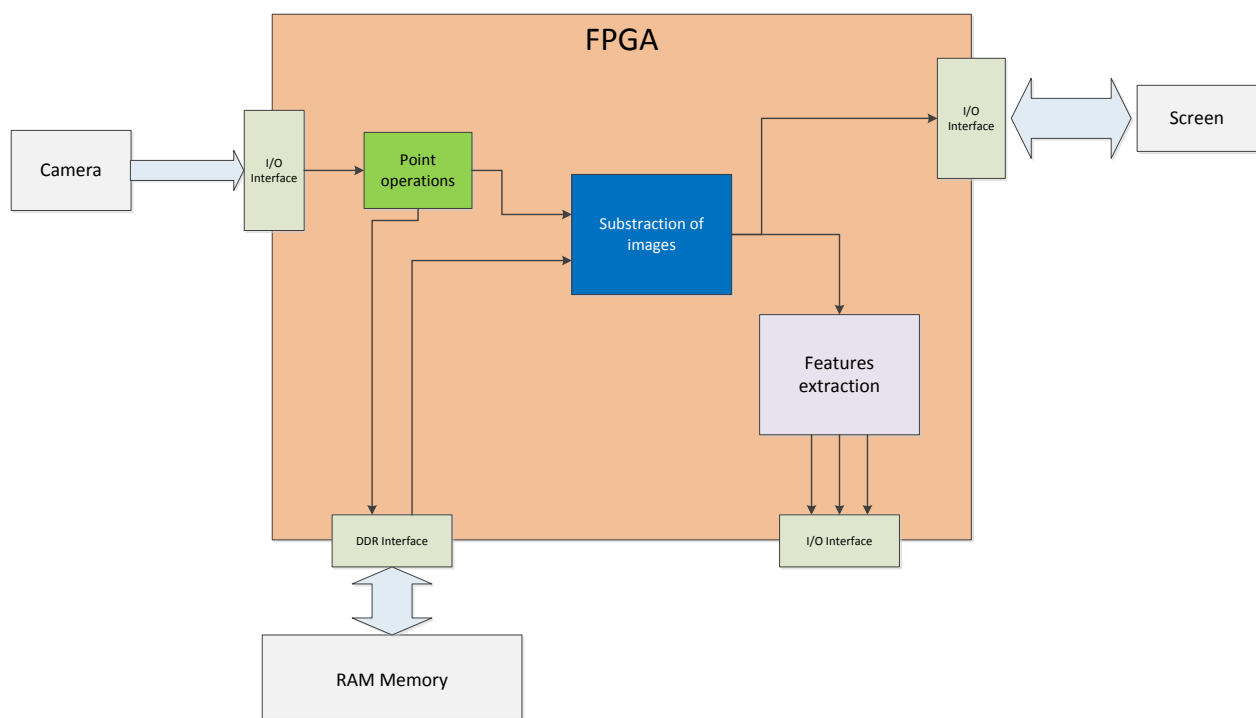 FPGA
I/O
Interface
Screen
Camera
I/O
Interface
Point
operations
Substraction of
images
Features
extraction
DDR Interface
I/O Interface
RAM Memory